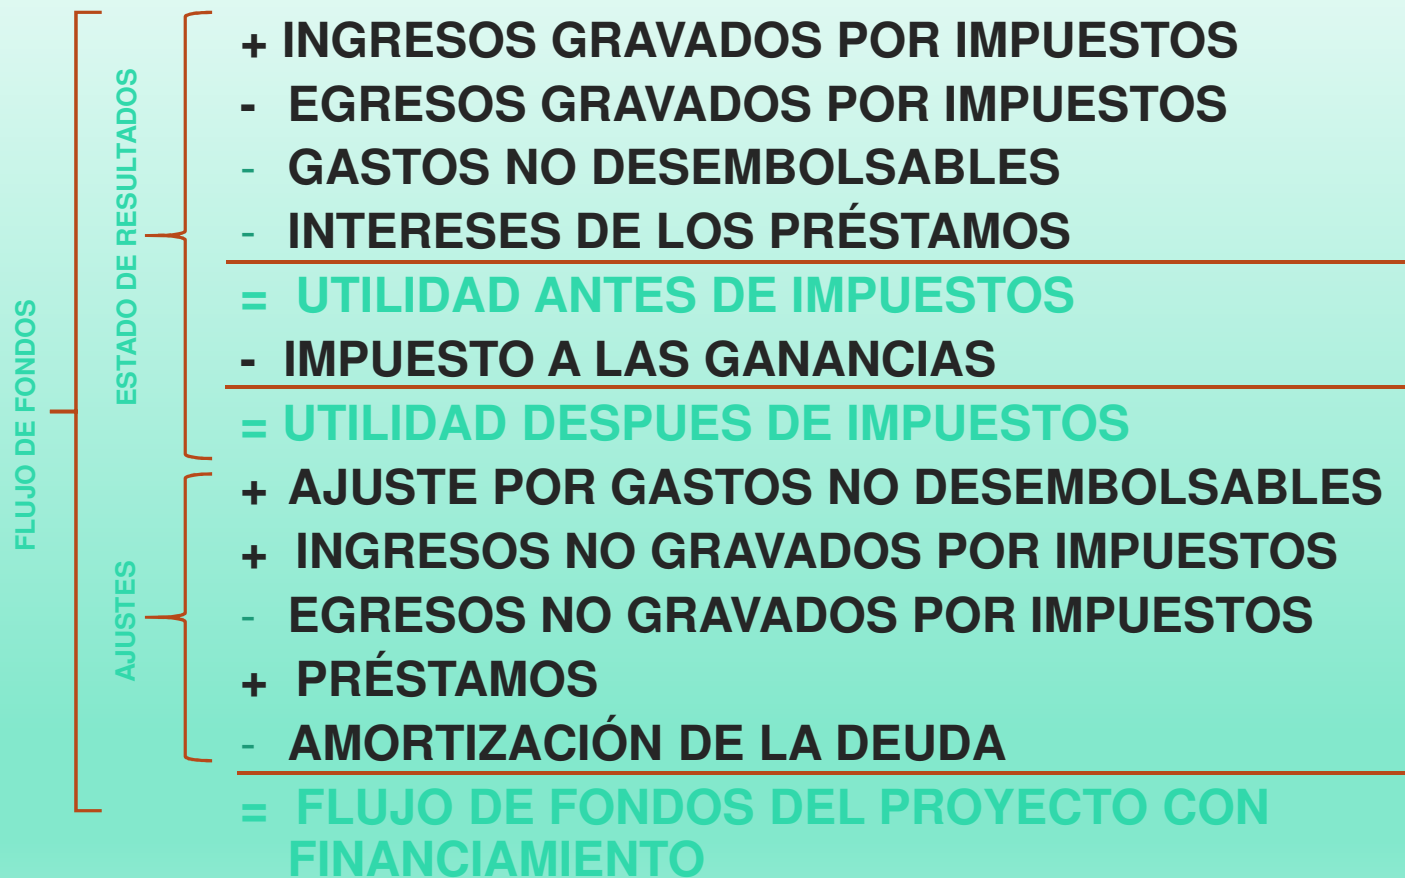 FLUJO DE FONDOS
ESTADO DE RESULTADOS
+ INGRESOS GRAVADOS POR IMPUESTOS
- EGRESOS GRAVADOS POR IMPUESTOS
- GASTOS NO DESEMBOLSABLES
- INTERESES DE LOS PRÉSTAMOS
= UTILIDAD ANTES DE IMPUESTOS
- IMPUESTO A LAS GANANCIAS
= UTILIDAD DESPUES DE IMPUESTOS
AJUSTES
+ AJUSTE POR GASTOS NO DESEMBOLSABLES
+ INGRESOS NO GRAVADOS POR IMPUESTOS
- EGRESOS NO GRAVADOS POR IMPUESTOS
+ PRÉSTAMOS
- AMORTIZACIÓN DE LA DEUDA
= FLUJO DE FONDOS DEL PROYECTO CON
FINANCIAMIENTO